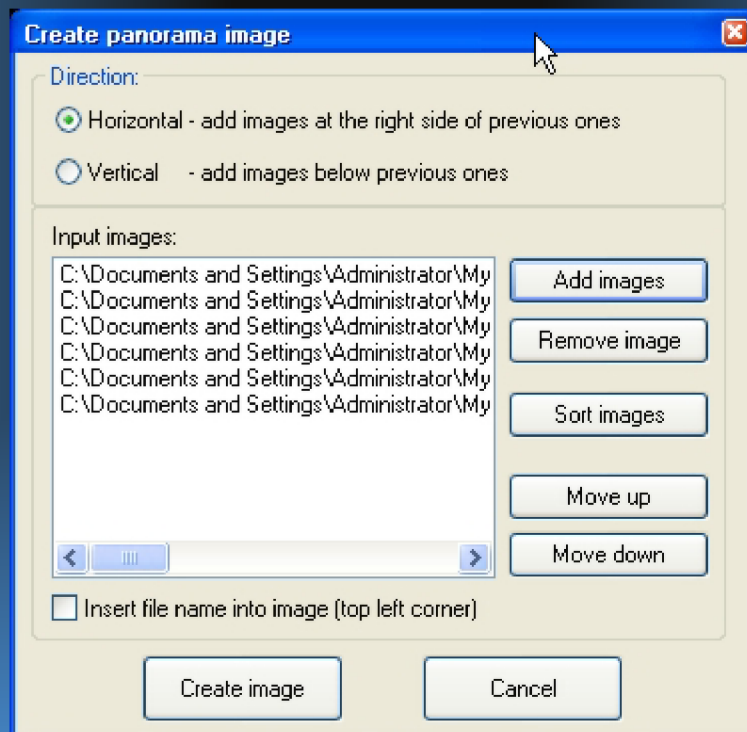 Create panorama image
Direction:
Horizontal - add images at the right side of previous ones
Vertical - add images below previous ones
Input images:
C:\Documents and Settings\Administrator\My
C:\Documents and Settings\Administrator\My
C:\Documents and Settings\Administrator\My
C:\Documents and Settings\Administrator\My
C:\Documents and Settings\Administrator\My
C:\Documents and Settings\Administrator\My
Add images
Remove image
Sort images
Move up
Move down
Insert file name into image (top left corner)
Create image
Cancel